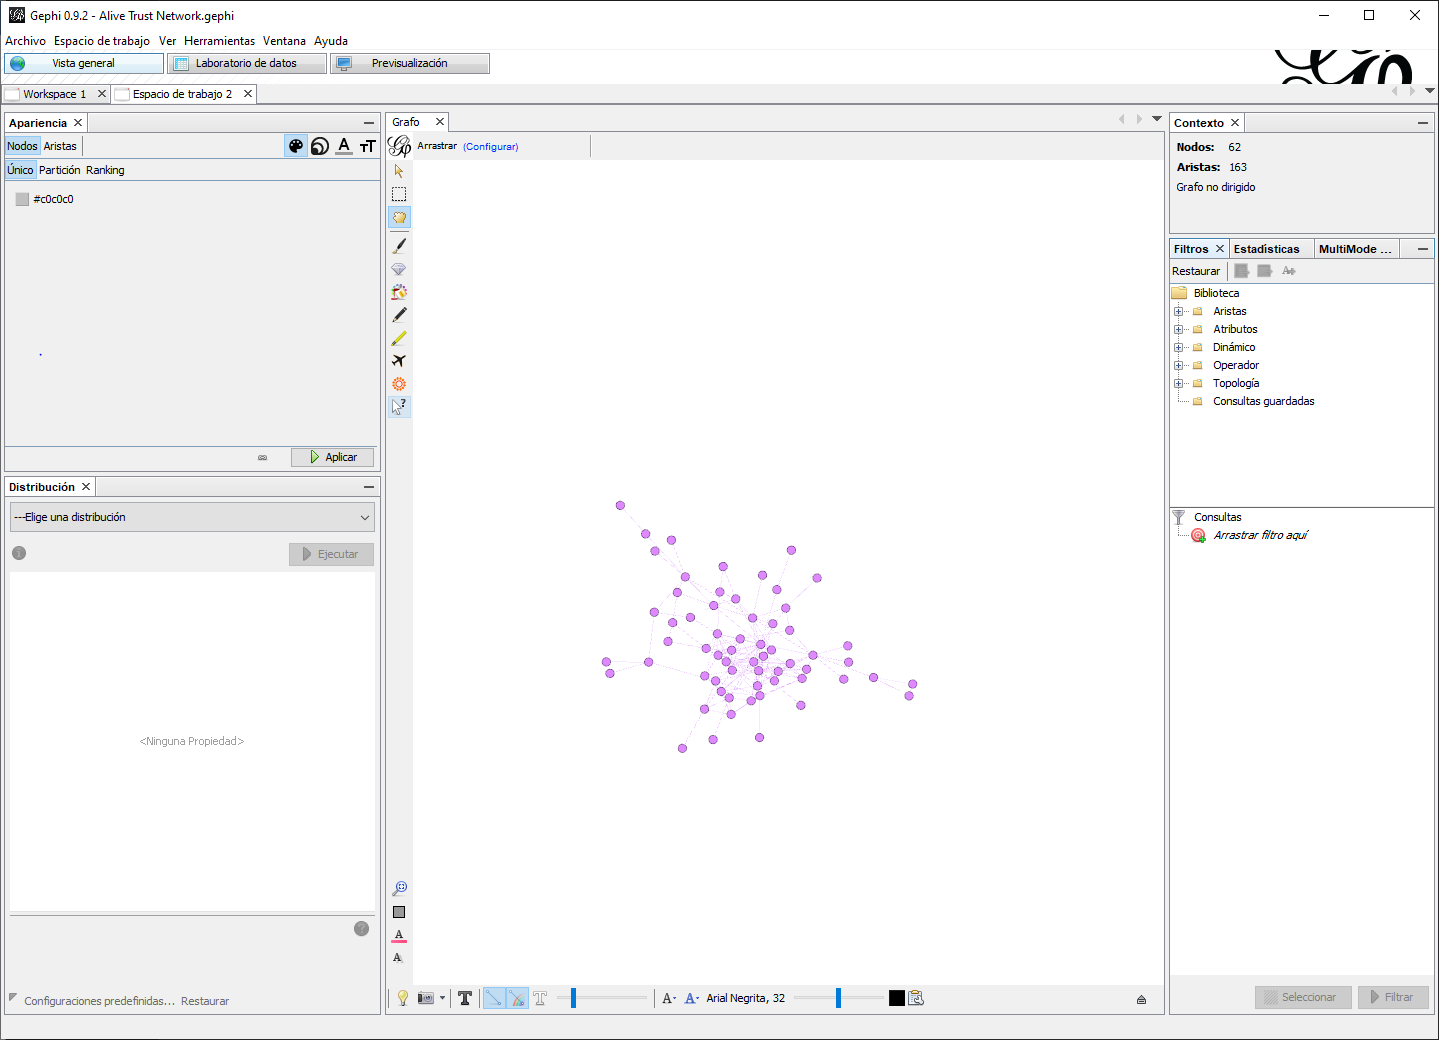 Gephi 0.9.2 - Alive Trust Network.gephi
Archivo Espacio de trabajo Ver Herramientas Ventana Ayuda
Vista general Laboratorio de datos Previsualización
Workspace 1 Espacio de trabajo 2
Apariencia
Nodos Aristas
Único Partición Ranking
#c0c0c0
Aplicar
Distribución
---Elige una distribución
Ejecutar
<Ninguna Propiedad>
Configuraciones predefinidas... Restaurar
Grafo
Arrastrar (Configurar)
Arial Negrita, 32
Contexto
Nodos: 62
Aristas: 163
Grafo no dirigido
Filtros Estadísticas MultiMode ...
Restaurar
Biblioteca
Aristas
Atributos
Dinámico
Operador
Topología
Consultas guardadas
Consultas
Arrastrar filtro aquí
Seleccionar Filtrar